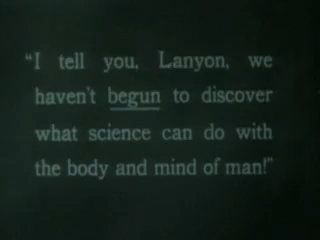 “I tell you, Lanyon, we
haven't begun to discover
what science can do with
the body and mind of man!”